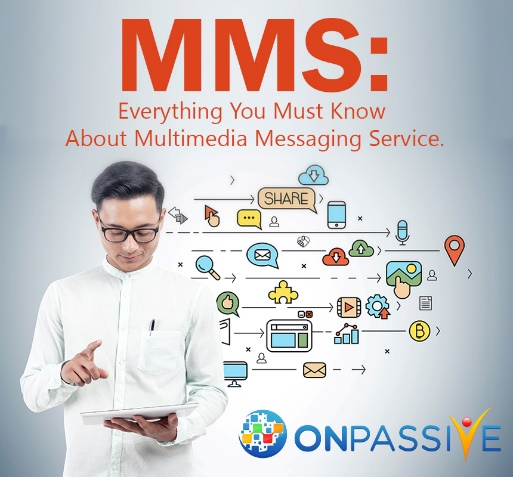 MMS:
Everything You Must Know
About Multimedia Messaging Service.
SHARE
B
ONPASSIVE